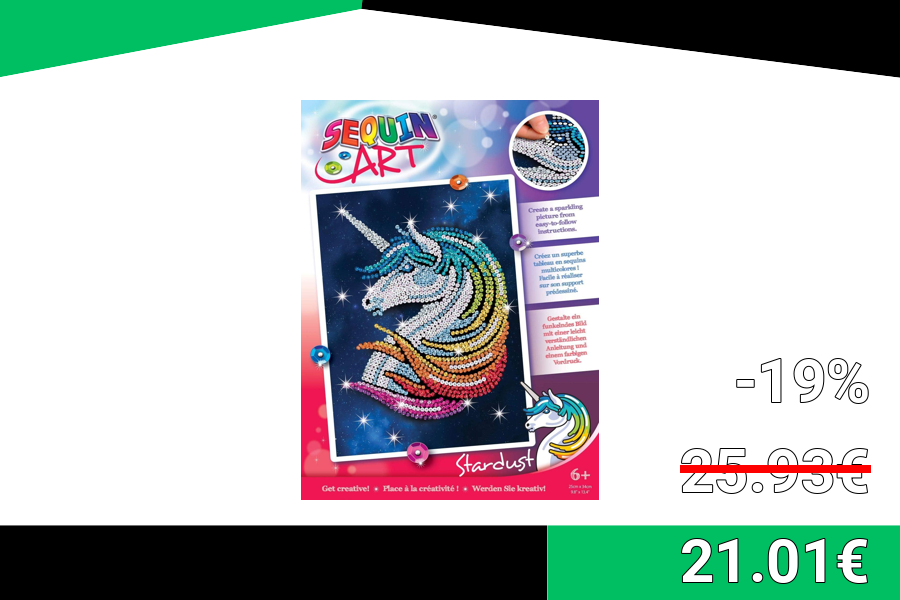 SEQUIN
ART
Create a sparkling
picture from
easy-to-follow
instructions.
Créez un superbe
tableau en sequins
multicolores !
Facile à réaliser
sur son support
prédessiné.
Gestalte ein
funkelndes Bild
mit einer leicht
verständlichen
Anleitung und
einem farbigen
Vordruck.
Stardust
6+
Get creative! ✶ Place à la créativité ! ✶ Werden Sie kreativ!
-19%
25.93€
21.01€